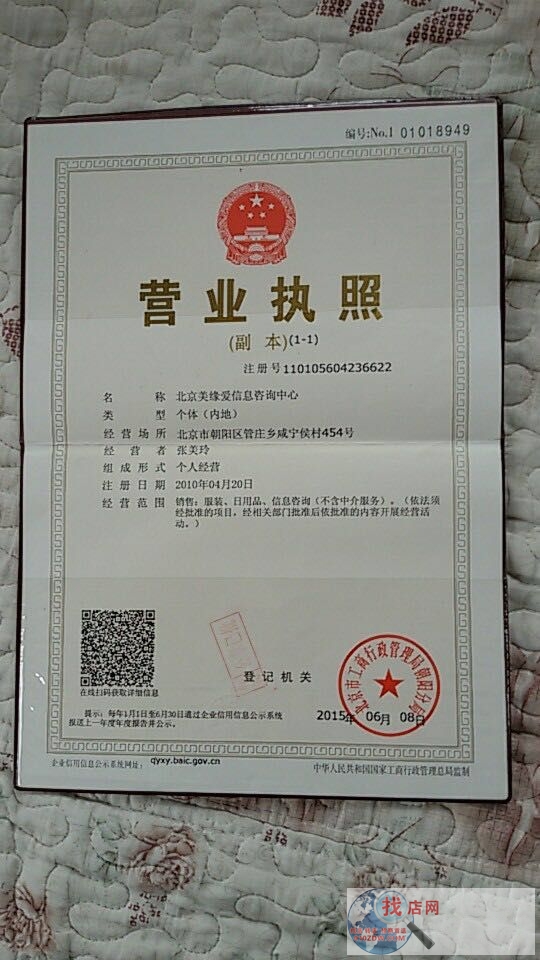 编号:No.1 01018949
营业执照
(副 本)(1-1)
注册号110105604236622
名 称 北京美缘爱信息咨询中心
类 型 个体（内地）
经营场所 北京市朝阳区管庄乡咸宁侯村454号
经 营 者 张美玲
组成形式 个人经营
注册日期 2010年04月20日
经营范围 销售：服装、日用品、信息咨询（不含中介服务）。（依法须
经批准的项目，经相关部门批准后依批准的内容开展经营活
动。）
在线扫码获取详细信息
登记机关
北京市工商行政管理局朝阳分局
2015年 06月 08日
提示：每年1月1日至6月30日通过企业信用信息公示系统
报送上一年度年度报告并公示。
企业信用信息公示系统网址： qyxy.baic.gov.cn
中华人民共和国国家工商行政管理总局监制
找店网